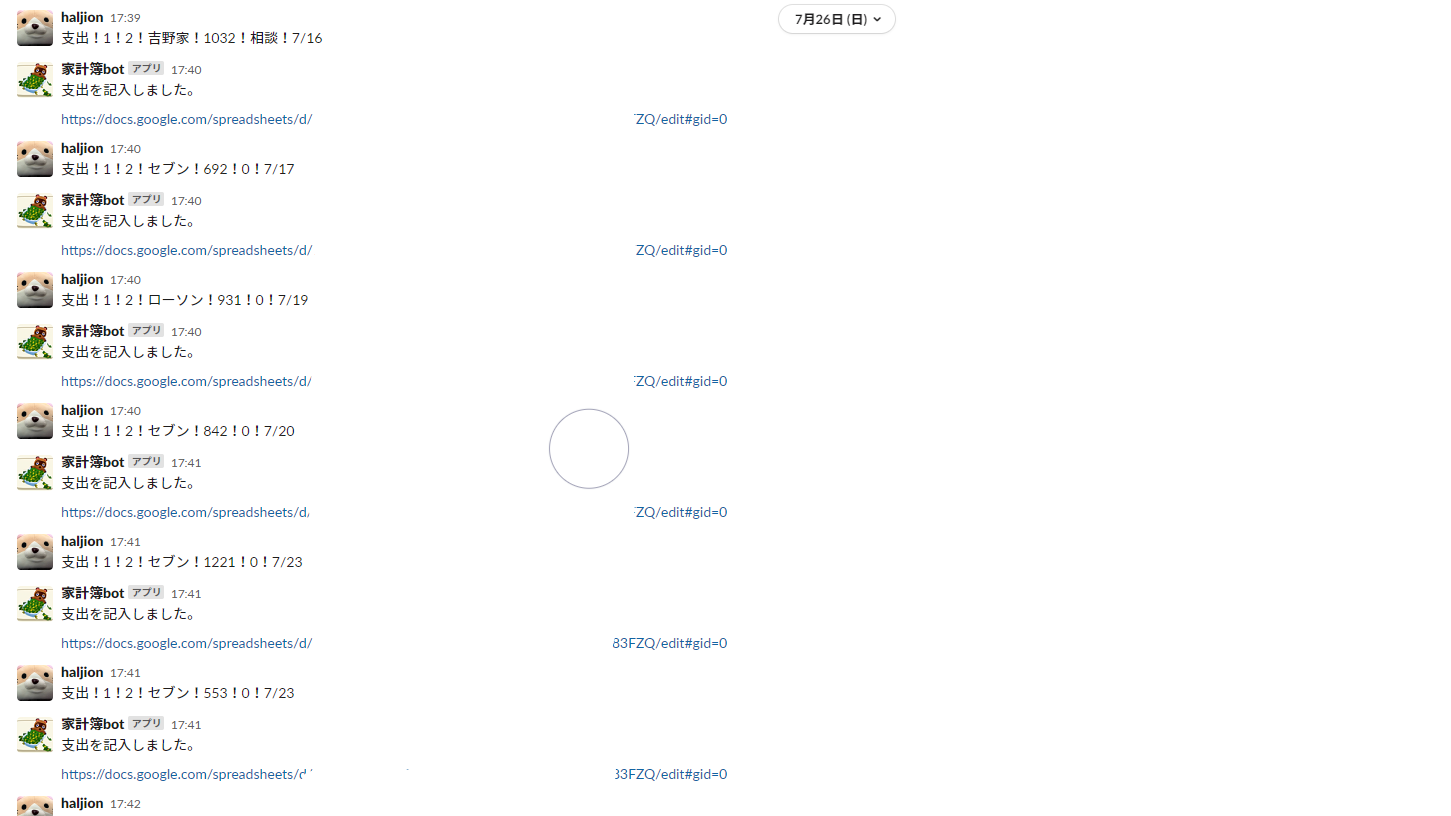 7月26日 (日)
haljion 17:39
支出！1！2！吉野家！1032！相談！7/16
家計簿bot アプリ 17:40
支出を記入しました。
https://docs.google.com/spreadsheets/d/ ZQ/edit#gid=0
haljion 17:40
支出！1！2！セブン！692！0！7/17
家計簿bot アプリ 17:40
支出を記入しました。
https://docs.google.com/spreadsheets/d/ ZQ/edit#gid=0
haljion 17:40
支出！1！2！ローソン！931！0！7/19
家計簿bot アプリ 17:40
支出を記入しました。
https://docs.google.com/spreadsheets/d/ FZQ/edit#gid=0
haljion 17:40
支出！1！2！セブン！842！0！7/20
家計簿bot アプリ 17:41
支出を記入しました。
https://docs.google.com/spreadsheets/d/ ZQ/edit#gid=0
haljion 17:41
支出！1！2！セブン！1221！0！7/23
家計簿bot アプリ 17:41
支出を記入しました。
https://docs.google.com/spreadsheets/d/ 83FZQ/edit#gid=0
haljion 17:41
支出！1！2！セブン！553！0！7/23
家計簿bot アプリ 17:41
支出を記入しました。
https://docs.google.com/spreadsheets/d/ 33FZQ/edit#gid=0
haljion 17:42